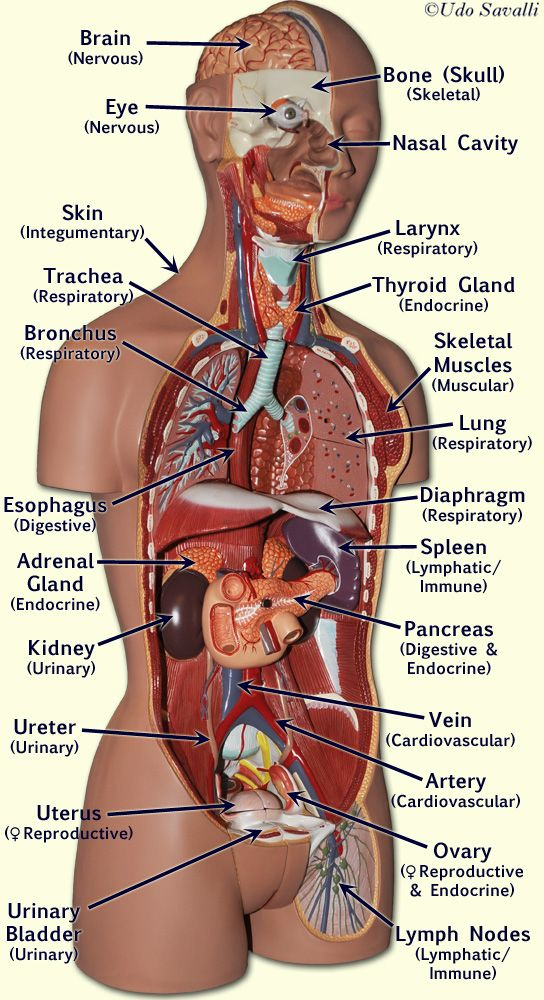 ©Udo Savalli
Brain
(Nervous)
Bone (Skull)
(Skeletal)
Eye
(Nervous)
Nasal Cavity
Skin
(Integumentary)
Larynx
(Respiratory)
Trachea
(Respiratory)
Thyroid Gland
(Endocrine)
Bronchus
(Respiratory)
Skeletal
Muscles
(Muscular)
Lung
(Respiratory)
Esophagus
(Digestive)
Diaphragm
(Respiratory)
Adrenal
Gland
(Endocrine)
Spleen
(Lymphatic/
Immune)
Kidney
(Urinary)
Pancreas
(Digestive &
Endocrine)
Ureter
(Urinary)
Vein
(Cardiovascular)
Artery
(Cardiovascular)
Uterus
(♀Reproductive)
Ovary
(♀Reproductive
& Endocrine)
Urinary
Bladder
(Urinary)
Lymph Nodes
(Lymphatic/
Immune)